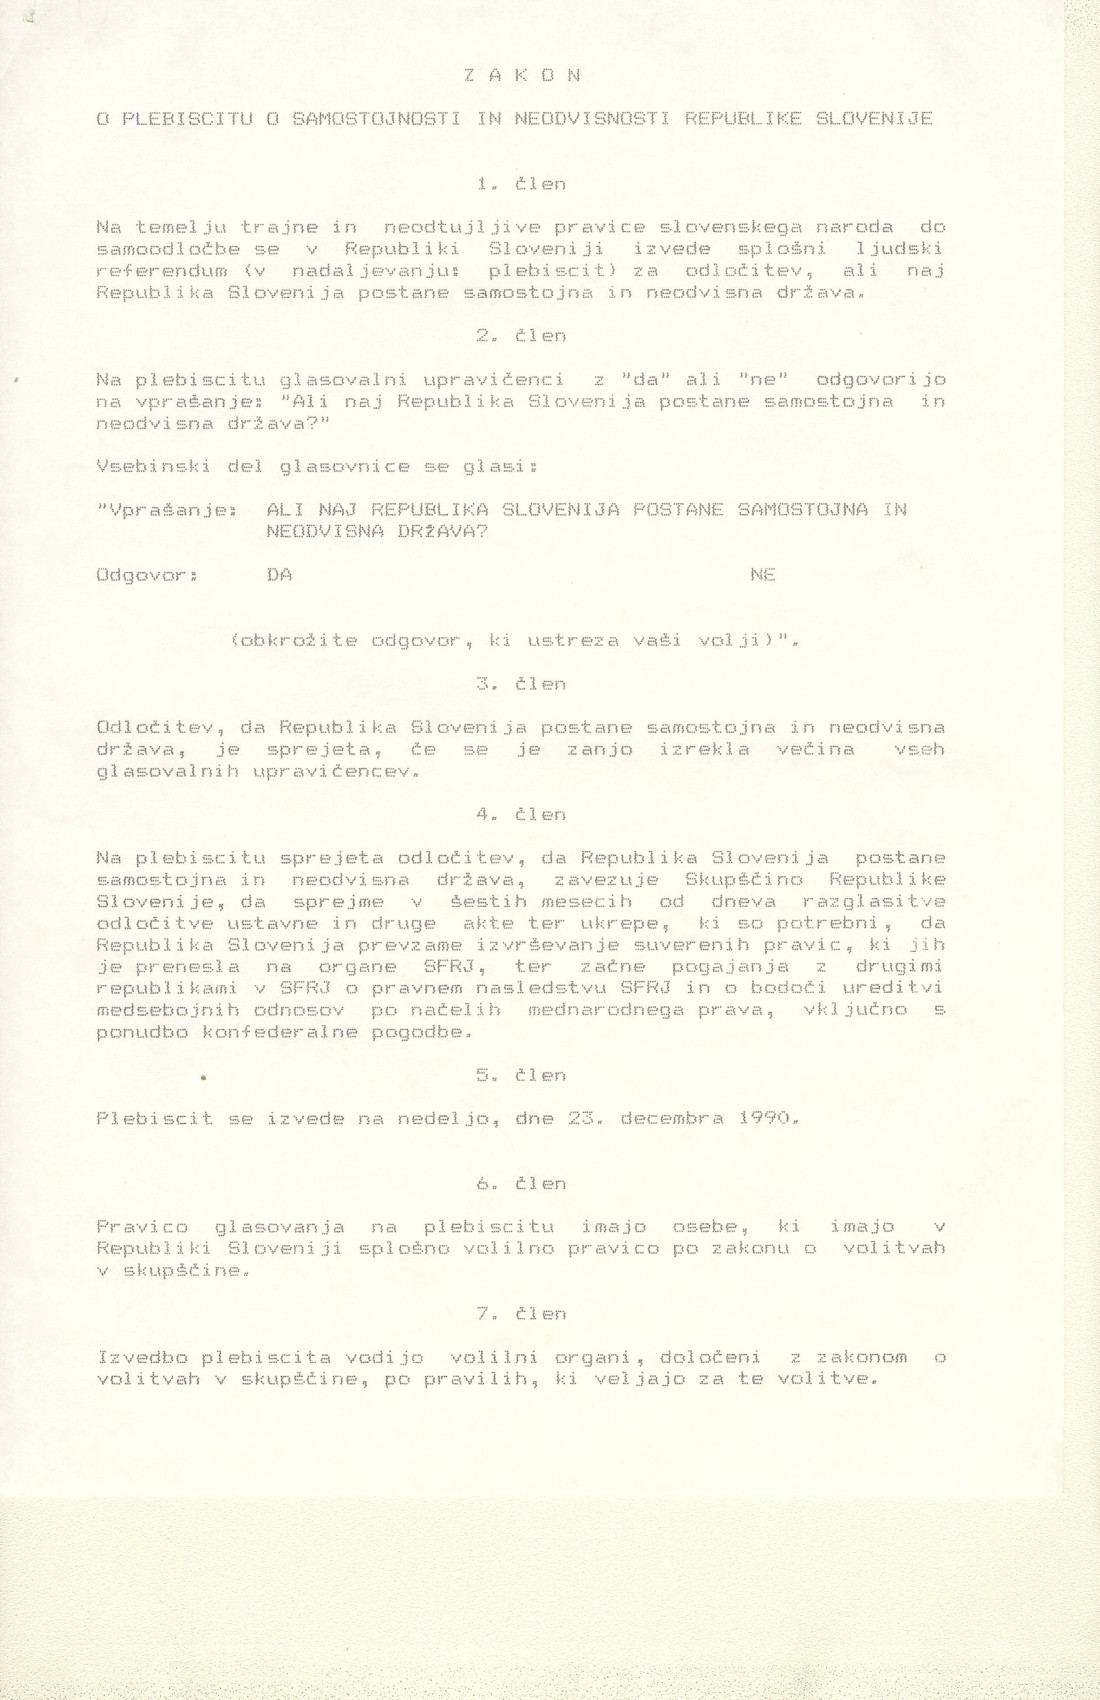 Z A K O N
O PLEBISCITU O SAMOSTOJNOSTI IN NEODVISNOSTI REPUBLIKE SLOVENIJE
1. člen
Na temelju trajne in neodtujljive pravice slovenskega naroda do
samoodločbe se v Republiki Sloveniji izvede splošni ljudski
referendum (v nadaljevanju: plebiscit) za odločitev, ali naj
Republika Slovenija postane samostojna in neodvisna država.
2. člen
Na plebiscitu glasovalni upravičenci z "da" ali "ne" odgovorijo
na vprašanje: "Ali naj Republika Slovenija postane samostojna in
neodvisna država?"
Vsebinski del glasovnice se glasi:
"Vprašanje: ALI NAJ REPUBLIKA SLOVENIJA POSTANE SAMOSTOJNA IN
NEODVISNA DRŽAVA?
Odgovor: DA NE
(obkrožite odgovor, ki ustreza vaši volji)".
3. člen
Odločitev, da Republika Slovenija postane samostojna in neodvisna
država, je sprejeta, če se je zanjo izrekla večina vseh
glasovalnih upravičencev.
4. člen
Na plebiscitu sprejeta odločitev, da Republika Slovenija postane
samostojna in neodvisna država, zavezuje Skupščino Republike
Slovenije, da sprejme v šestih mesecih od dneva razglasitve
odločitve ustavne in druge akte ter ukrepe, ki so potrebni, da
Republika Slovenija prevzame izvrševanje suverenih pravic, ki jih
je prenesla na organe SFRJ, ter začne pogajanja z drugimi
republikami v SFRJ o pravnem nasledstvu SFRJ in o bodoči ureditvi
medsebojnih odnosov po načelih mednarodnega prava, vključno s
ponudbo konfederalne pogodbe.
5. člen
Plebiscit se izvede na nedeljo, dne 23. decembra 1990.
6. člen
Pravico glasovanja na plebiscitu imajo osebe, ki imajo v
Republiki Sloveniji splošno volilno pravico po zakonu o volitvah
v skupščine.
7. člen
Izvedbo plebiscita vodijo volilni organi, določeni z zakonom o
volitvah v skupščine, po pravilih, ki veljajo za te volitve.